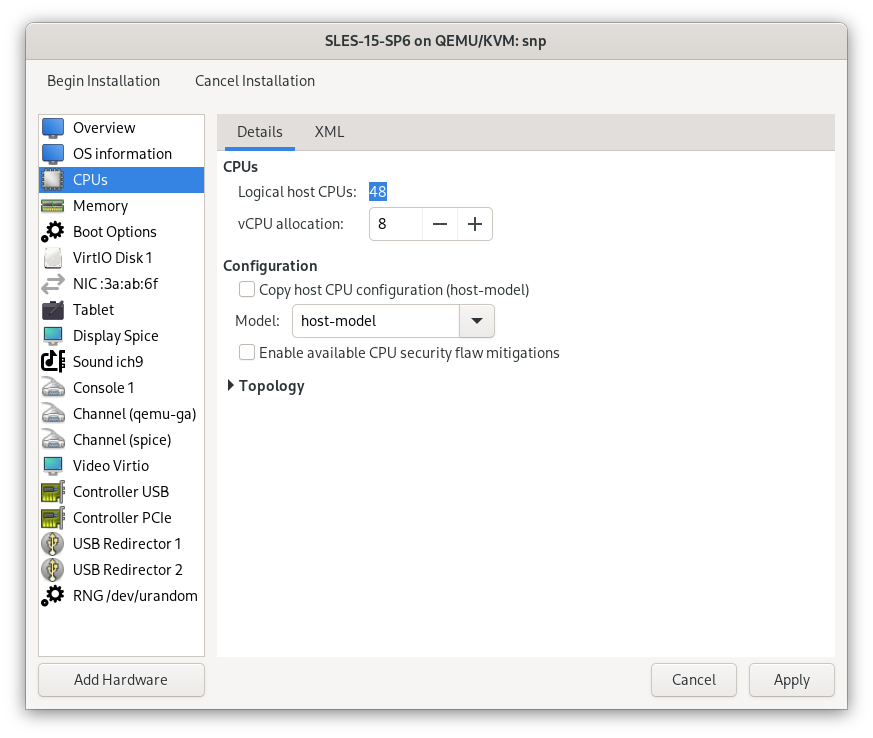 SLES-15-SP6 on QEMU/KVM: snp
Begin Installation Cancel Installation
Overview
OS information
CPUs
Memory
Boot Options
VirtIO Disk 1
NIC :3a:ab:6f
Tablet
Display Spice
Sound ich9
Console 1
Channel (qemu-ga)
Channel (spice)
Video Virtio
Controller USB
Controller PCIe
USB Redirector 1
USB Redirector 2
RNG /dev/urandom
Add Hardware
Details XML
CPUs
Logical host CPUs: 48
vCPU allocation: 8
Configuration
Copy host CPU configuration (host-model)
Model: host-model
Enable available CPU security flaw mitigations
Topology
Cancel Apply